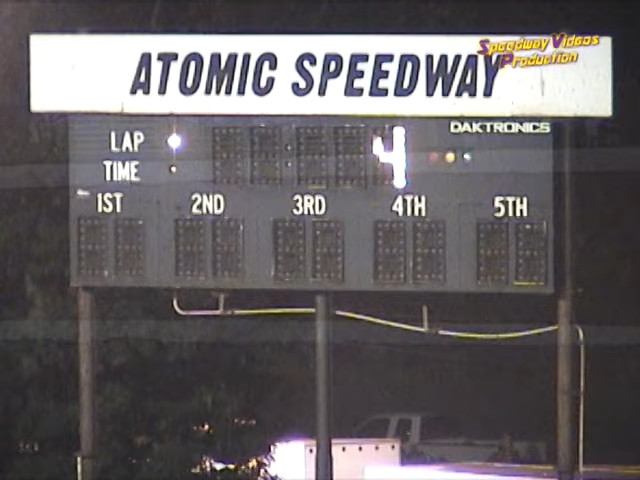 ATOMIC SPEEDWAY
Speedway Videos
Production
DAKTRONICS
LAP 4
TIME
1ST 2ND 3RD 4TH 5TH